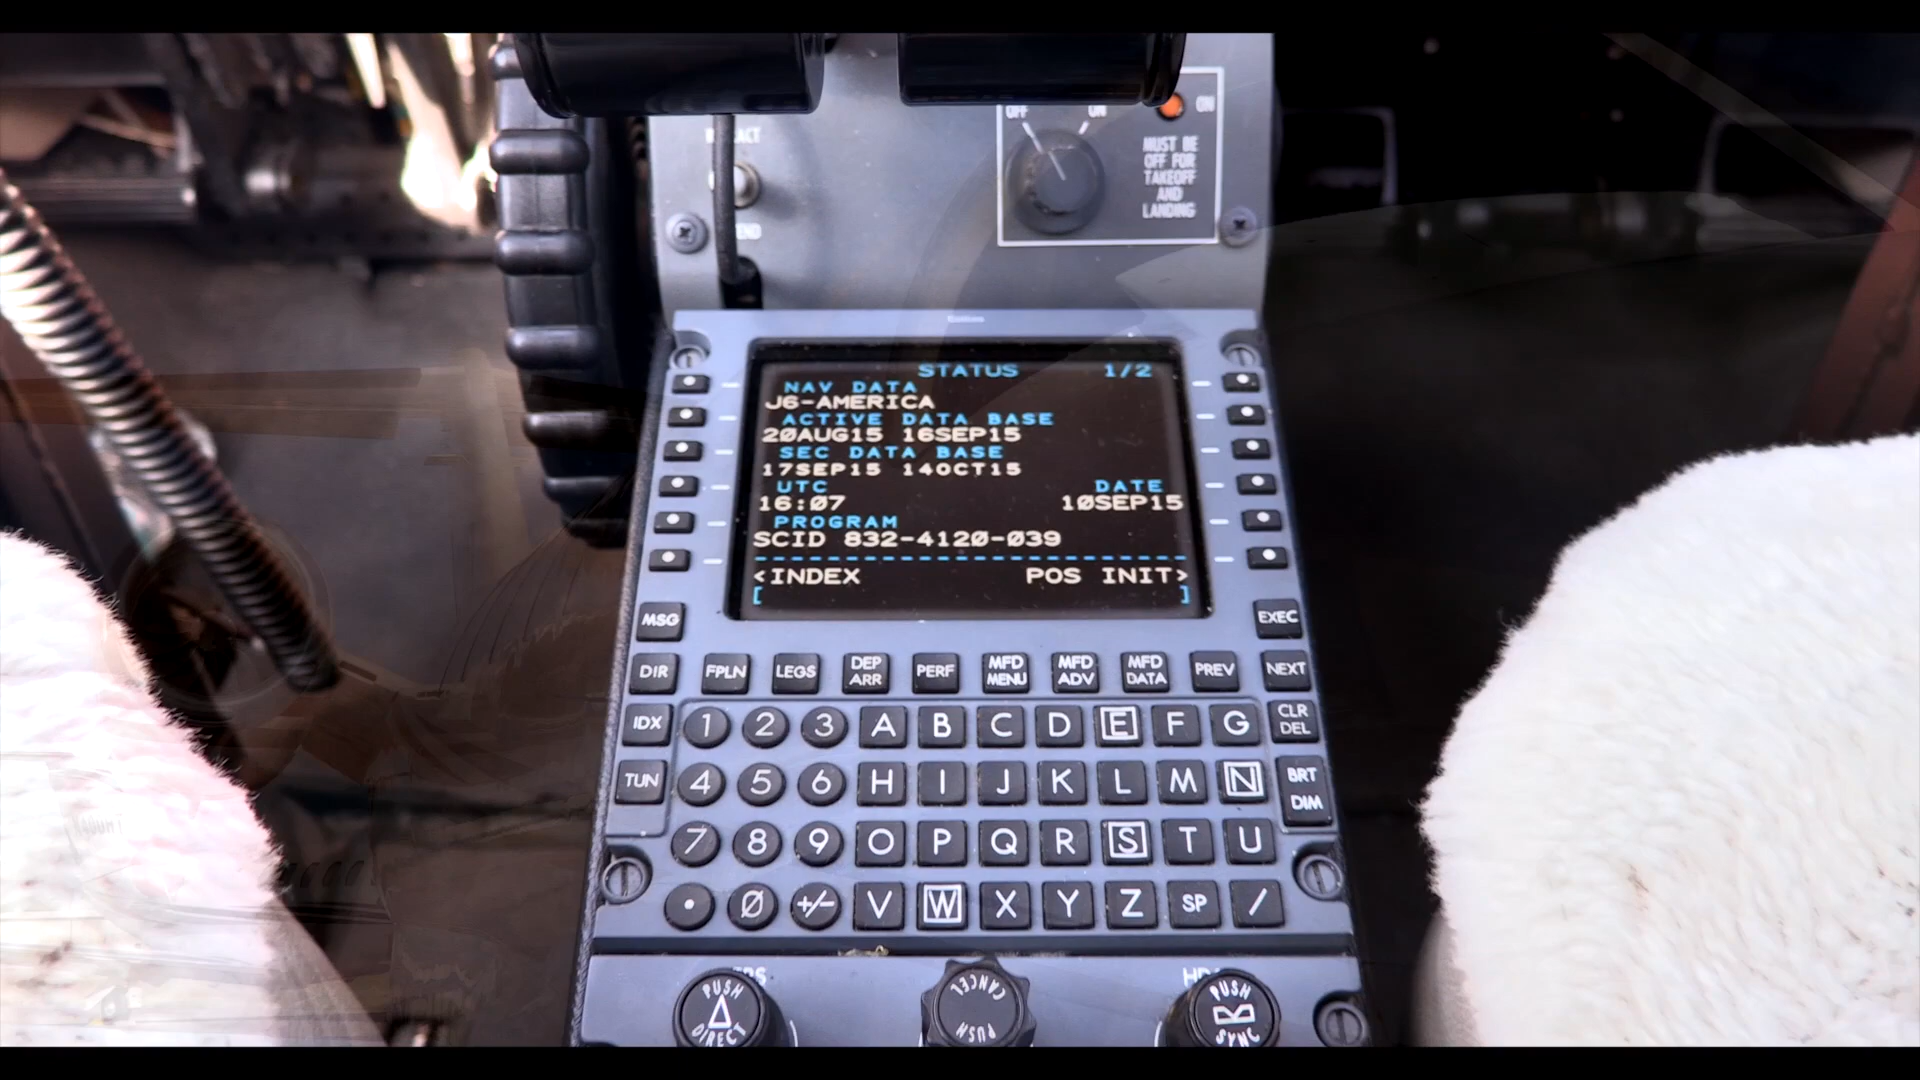 OFF ON ON
MUST BE
OFF FOR
TAKEOFF
AND
LANDING
STATUS 1/2
NAV DATA
J6-AMERICA
ACTIVE DATA BASE
20AUG15 16SEP15
SEC DATA BASE
17SEP15 14OCT15
UTC DATE
16:07 10SEP15
PROGRAM
SCID 832-4120-039
--------------------------------
<INDEX POS INIT>
[ ]
MSG EXEC
DIR FPLN LEGS DEP ARR PERF MFD MENU MFD ADV MFD DATA PREV NEXT
IDX 1 2 3 A B C D E F G CLR DEL
TUN 4 5 6 H I J K L M N BRT DIM
7 8 9 O P Q R S T U
. 0 +/- V W X Y Z SP /
PUSH DIRECT PUSH CANCEL PUSH SYNC